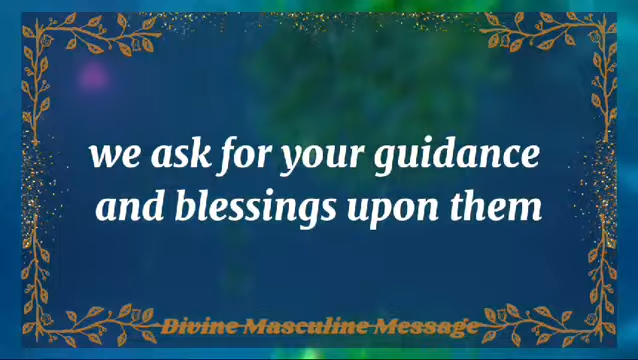 we ask for your guidance
and blessings upon them
Divine Masculine Message